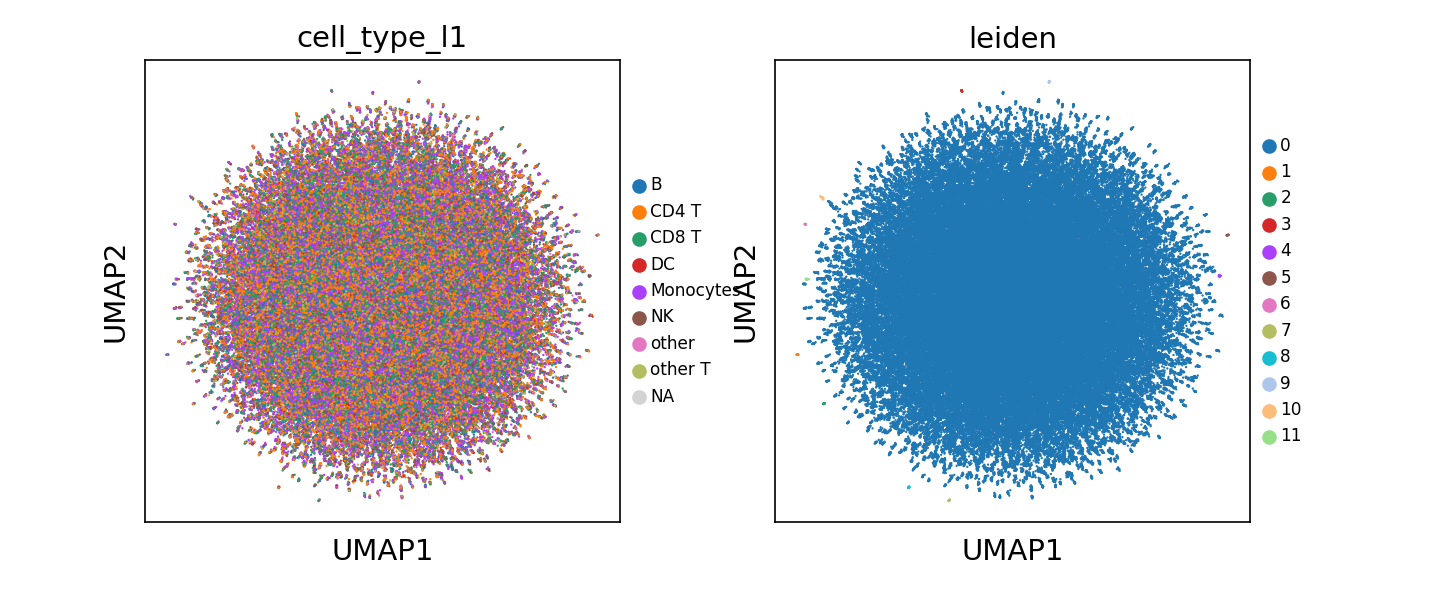 cell_type_l1
UMAP2
UMAP1
B
CD4 T
CD8 T
DC
Monocytes
NK
other
other T
NA
leiden
UMAP2
UMAP1
0
1
2
3
4
5
6
7
8
9
10
11